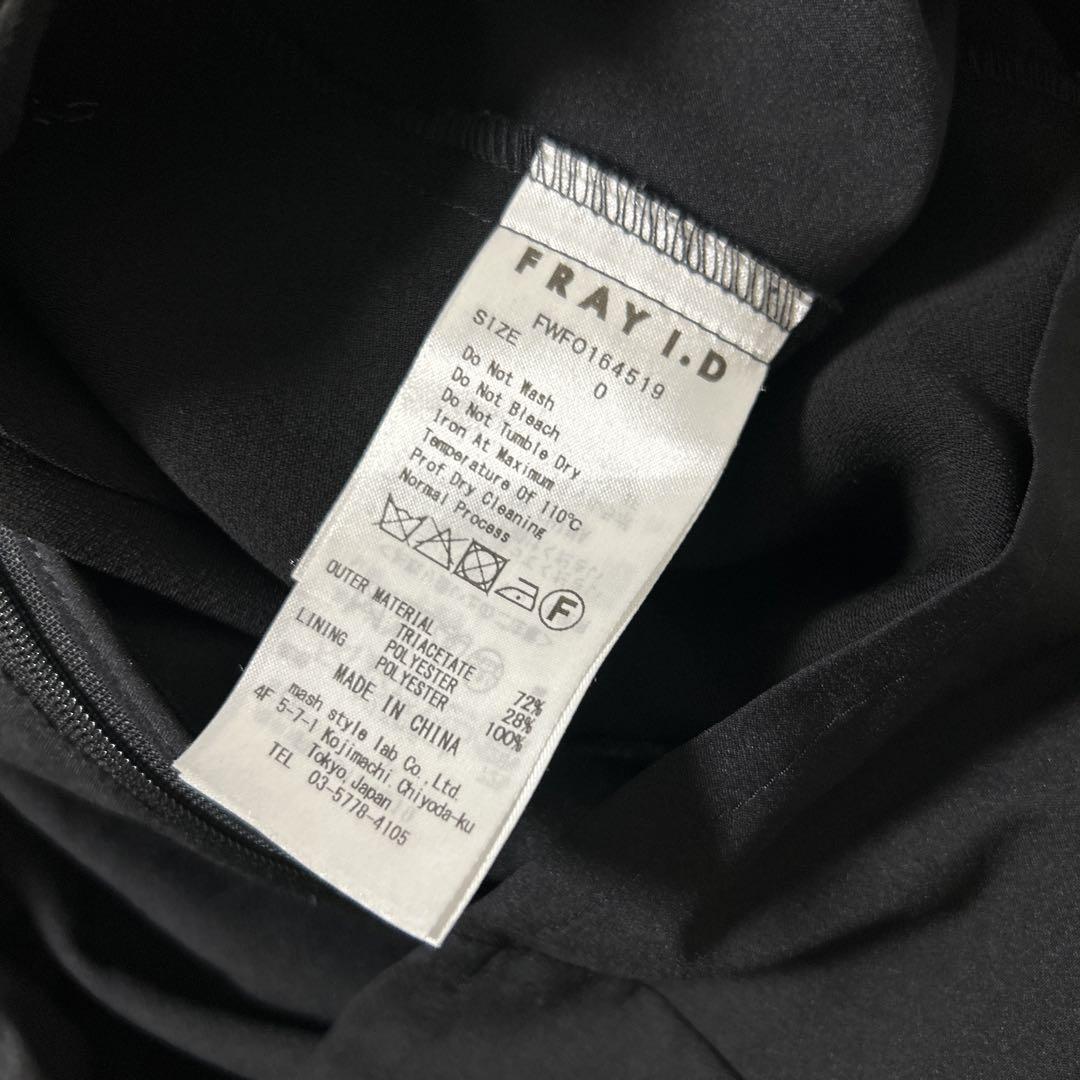 FRAY I.D
FWFO164519
SIZE 0
Do Not Wash
Do Not Bleach
Do Not Tumble Dry
Iron At Maximum
Temperature Of 110℃
Prof.Dry Cleaning
Normal Process
F
OUTER MATERIAL
TRIACETATE 72%
POLYESTER 28%
LINING POLYESTER 100%
MADE IN CHINA
mash style lab Co.,Ltd.
4F 5-7-1 Kojimachi Chiyoda-ku
Tokyo,Japan
TEL 03-5778-4105